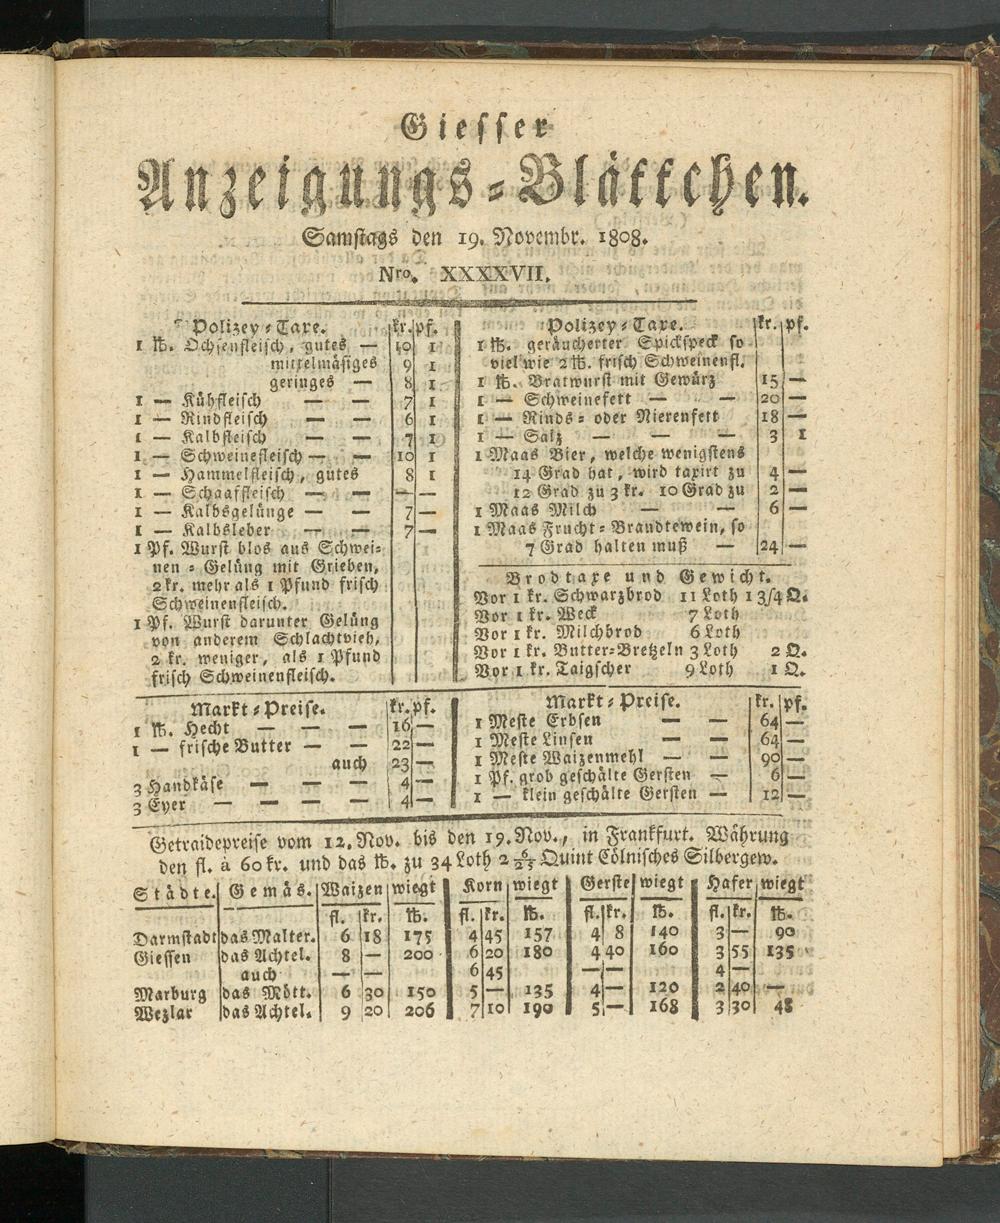 Giesser
Anzeigungs-Blättchen.
Samstags den 19. Novembr. 1808.
Nro. XXXXVII.
Polizey-Taxe. kr. pf.
1 ℔. Ochsenfleisch, gutes — 10 1
mittelmäsiges 9 1
geringes — 8 1
1 — Kühfleisch — — 7 1
1 — Rindfleisch — — 6 1
1 — Kalbfleisch — — 7 1
1 — Schweinefleisch — — 10 1
1 — Hammelfleisch, gutes 8 1
1 — Schaaffleisch — — — —
1 — Kalbsgelünge — — 7 —
1 — Kalbsleber — — 7 —
1 Pf. Wurst blos aus Schwei-
nen-Gelüng mit Grieben,
2 kr. mehr als 1 Pfund frisch
Schweinenfleisch.
1 Pf. Wurst darunter Gelüng
von anderem Schlachtvieh,
2 kr. weniger, als 1 Pfund
frisch Schweinenfleisch.
Polizey-Taxe. kr. pf.
1 ℔. geräucherter Spickspeck so
viel wie 2 ℔. frisch Schweinenfl.
1 ℔. Bratwurst mit Gewürz 15 —
1 — Schweinefett — — 20 —
1 — Rinds- oder Nierenfett 18 —
1 — Salz — — — 3 1
1 Maas Bier, welche wenigstens
14 Grad hat, wird taxirt zu 4 —
12 Grad zu 3 kr. 10 Grad zu 2 —
1 Maas Milch — — 6 —
1 Maas Frucht-Brandtewein, so
7 Grad halten muß — 24 —
Brodtaxe und Gewicht.
Vor 1 kr. Schwarzbrod 11 Loth 1 3/4 Q.
Vor 1 kr. Weck 7 Loth
Vor 1 kr. Milchbrod 6 Loth
Vor 1 kr. Butter-Bretzeln 3 Loth 2 Q.
Vor 1 kr. Taigscher 9 Loth 1 Q.
Markt-Preise. kr. pf.
1 ℔. Hecht — — — 16 —
1 — frische Butter — — 22 —
auch 23 —
3 Handkäse — — — 4 —
3 Eyer — — — — 4 —
Markt-Preise. kr. pf.
1 Meste Erbsen — — 64 —
1 Meste Linsen — — 64 —
1 Meste Waizenmehl — — 90 —
1 Pf. grob geschälte Gersten — 6 —
1 — klein geschälte Gersten — 12 —
Getraidepreise vom 12. Nov. bis den 19. Nov., in Frankfurt. Währung
den fl. à 60 kr. und das ℔. zu 34 Loth 2 6/25 Quint Cölnisches Silbergew.
Städte. Gemäs. Waizen wiegt Korn wiegt Gerste wiegt Hafer wiegt
fl. kr. ℔. fl. kr. ℔. fl. kr. ℔. fl. kr. ℔.
Darmstadt das Malter. 6 18 175 4 45 157 4 8 140 3 — 90
Giessen das Achtel. 8 — 200 6 20 180 4 40 160 3 55 135
auch — — 6 45 — — 4 —
Marburg das Mött. 6 30 150 5 — 135 4 — 120 2 40 —
Wezlar das Achtel. 9 20 206 7 10 190 5 — 168 3 30 48